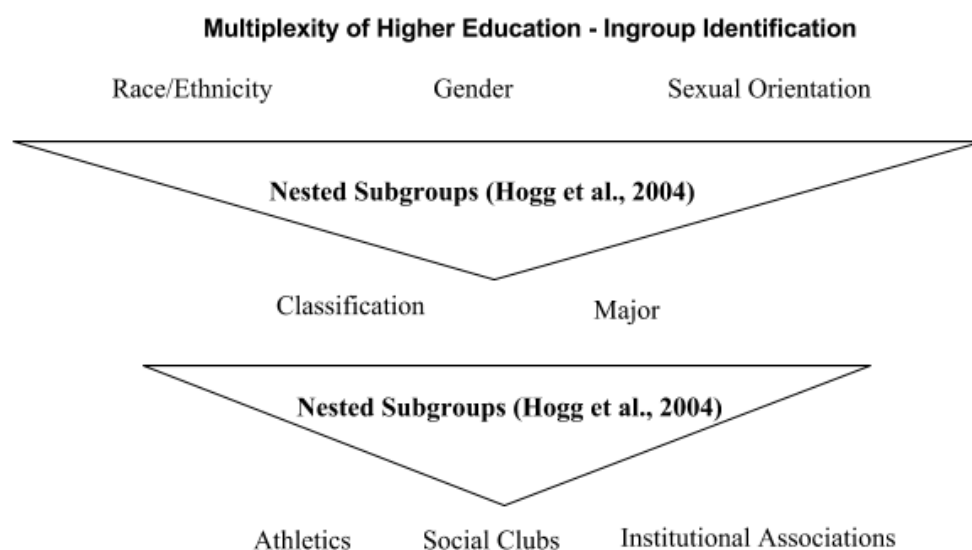 Multiplexity of Higher Education - Ingroup Identification
Race/Ethnicity Gender Sexual Orientation
Nested Subgroups (Hogg et al., 2004)
Classification Major
Nested Subgroups (Hogg et al., 2004)
Athletics Social Clubs Institutional Associations